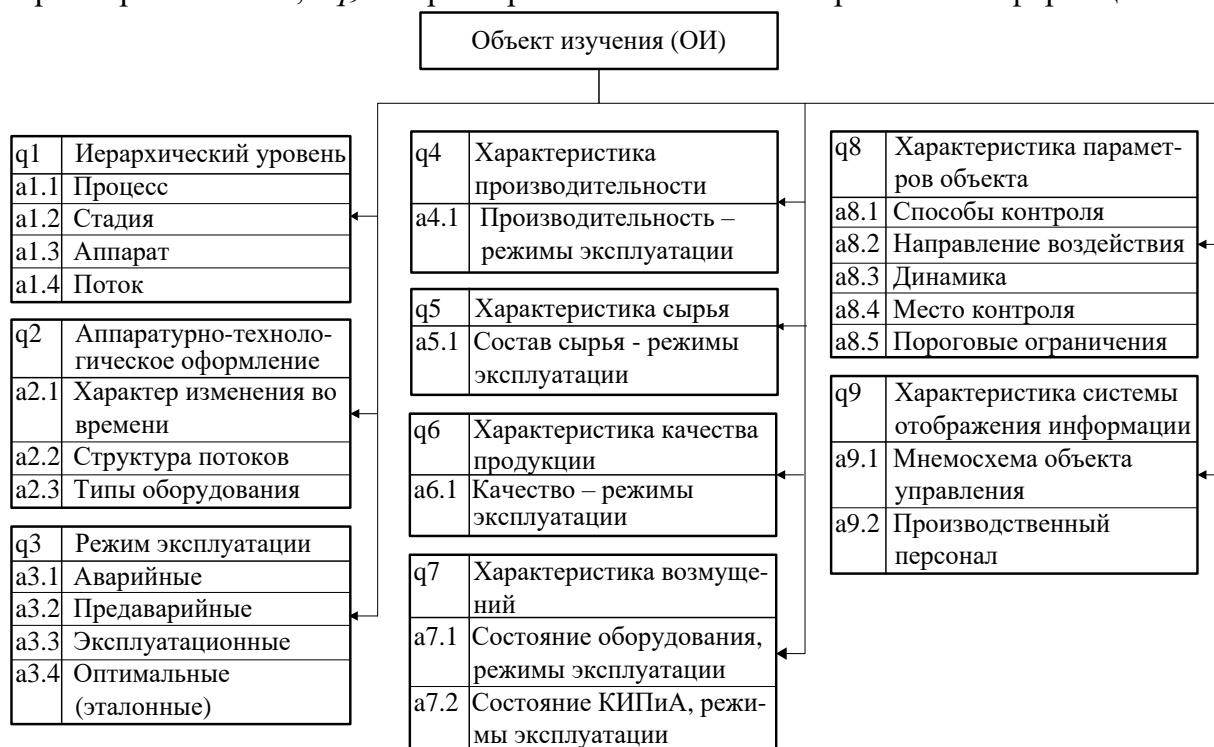 Объект изучения (ОИ)
q1 Иерархический уровень
a1.1 Процесс
a1.2 Стадия
a1.3 Аппарат
a1.4 Поток
q2 Аппаратурно-техноло-
гическое оформление
a2.1 Характер изменения во
времени
a2.2 Структура потоков
a2.3 Типы оборудования
q3 Режим эксплуатации
a3.1 Аварийные
a3.2 Предаварийные
a3.3 Эксплуатационные
a3.4 Оптимальные
(эталонные)
q4 Характеристика
производительности
a4.1 Производительность –
режимы эксплуатации
q5 Характеристика сырья
a5.1 Состав сырья - режимы
эксплуатации
q6 Характеристика качества
продукции
a6.1 Качество – режимы
эксплуатации
q7 Характеристика возмуще-
ний
a7.1 Состояние оборудования,
режимы эксплуатации
a7.2 Состояние КИПиА, режи-
мы эксплуатации
q8 Характеристика парамет-
ров объекта
a8.1 Способы контроля
a8.2 Направление воздействия
a8.3 Динамика
a8.4 Место контроля
a8.5 Пороговые ограничения
q9 Характеристика системы
отображения информации
a9.1 Мнемосхема объекта
управления
a9.2 Производственный
персонал